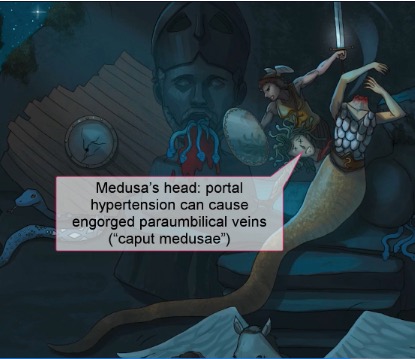 Medusa's head: portal
hypertension can cause
engorged paraumbilical veins
("caput medusae")